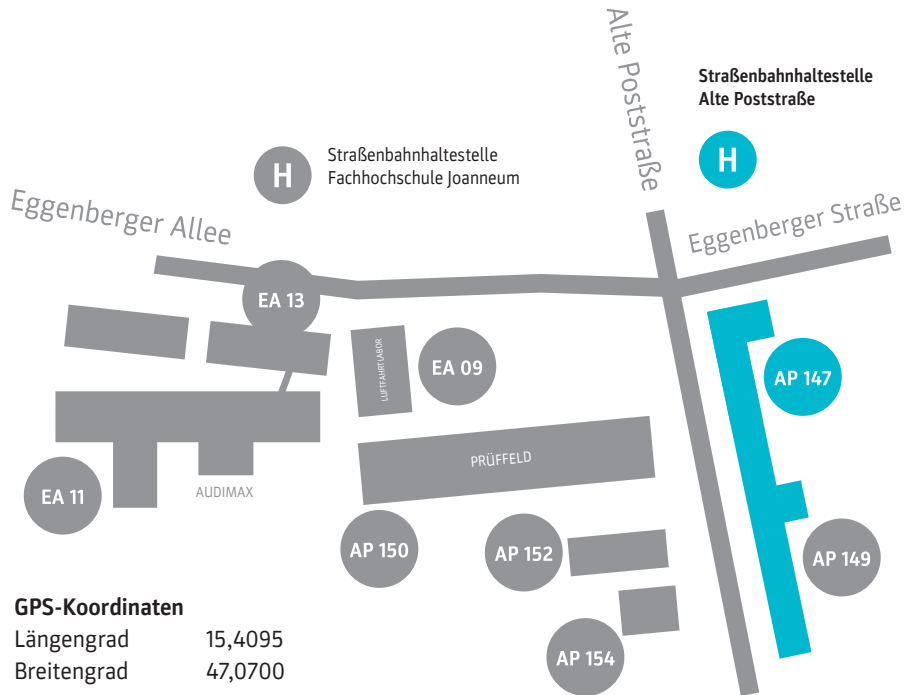 Alte Poststraße
Straßenbahnhaltestelle
Alte Poststraße
H
Straßenbahnhaltestelle
Fachhochschule Joanneum
H
Eggenberger Allee
Eggenberger Straße
EA 13
LUFTFAHRTLABOR
EA 09
AP 147
PRÜFFELD
EA 11
AUDIMAX
AP 150
AP 152
AP 149
AP 154
GPS-Koordinaten
Längengrad 15,4095
Breitengrad 47,0700